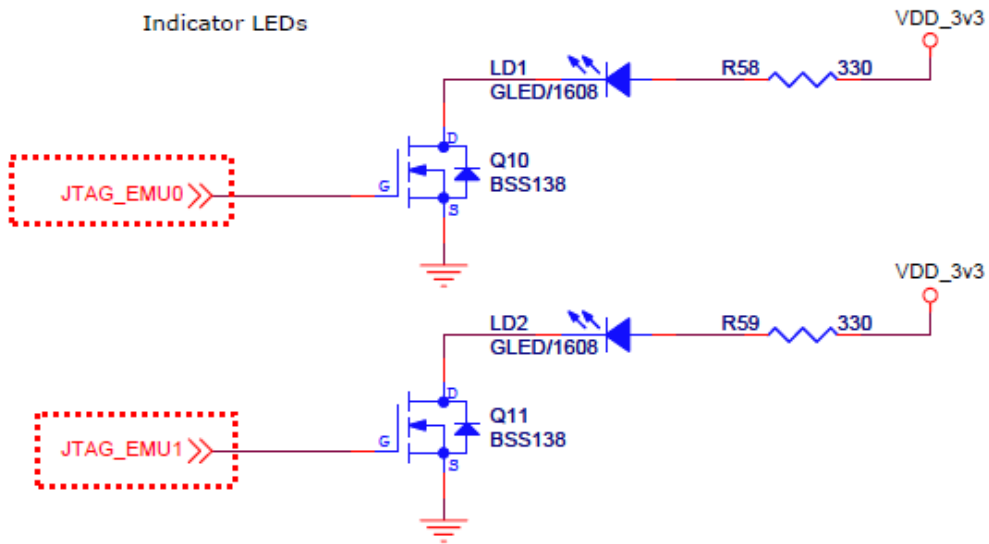 Indicator LEDs
VDD_3v3
LD1
GLED/1608
R58 330
D
Q10
BSS138
JTAG_EMU0
G
S
VDD_3v3
LD2
GLED/1608
R59 330
D
Q11
BSS138
JTAG_EMU1
G
S